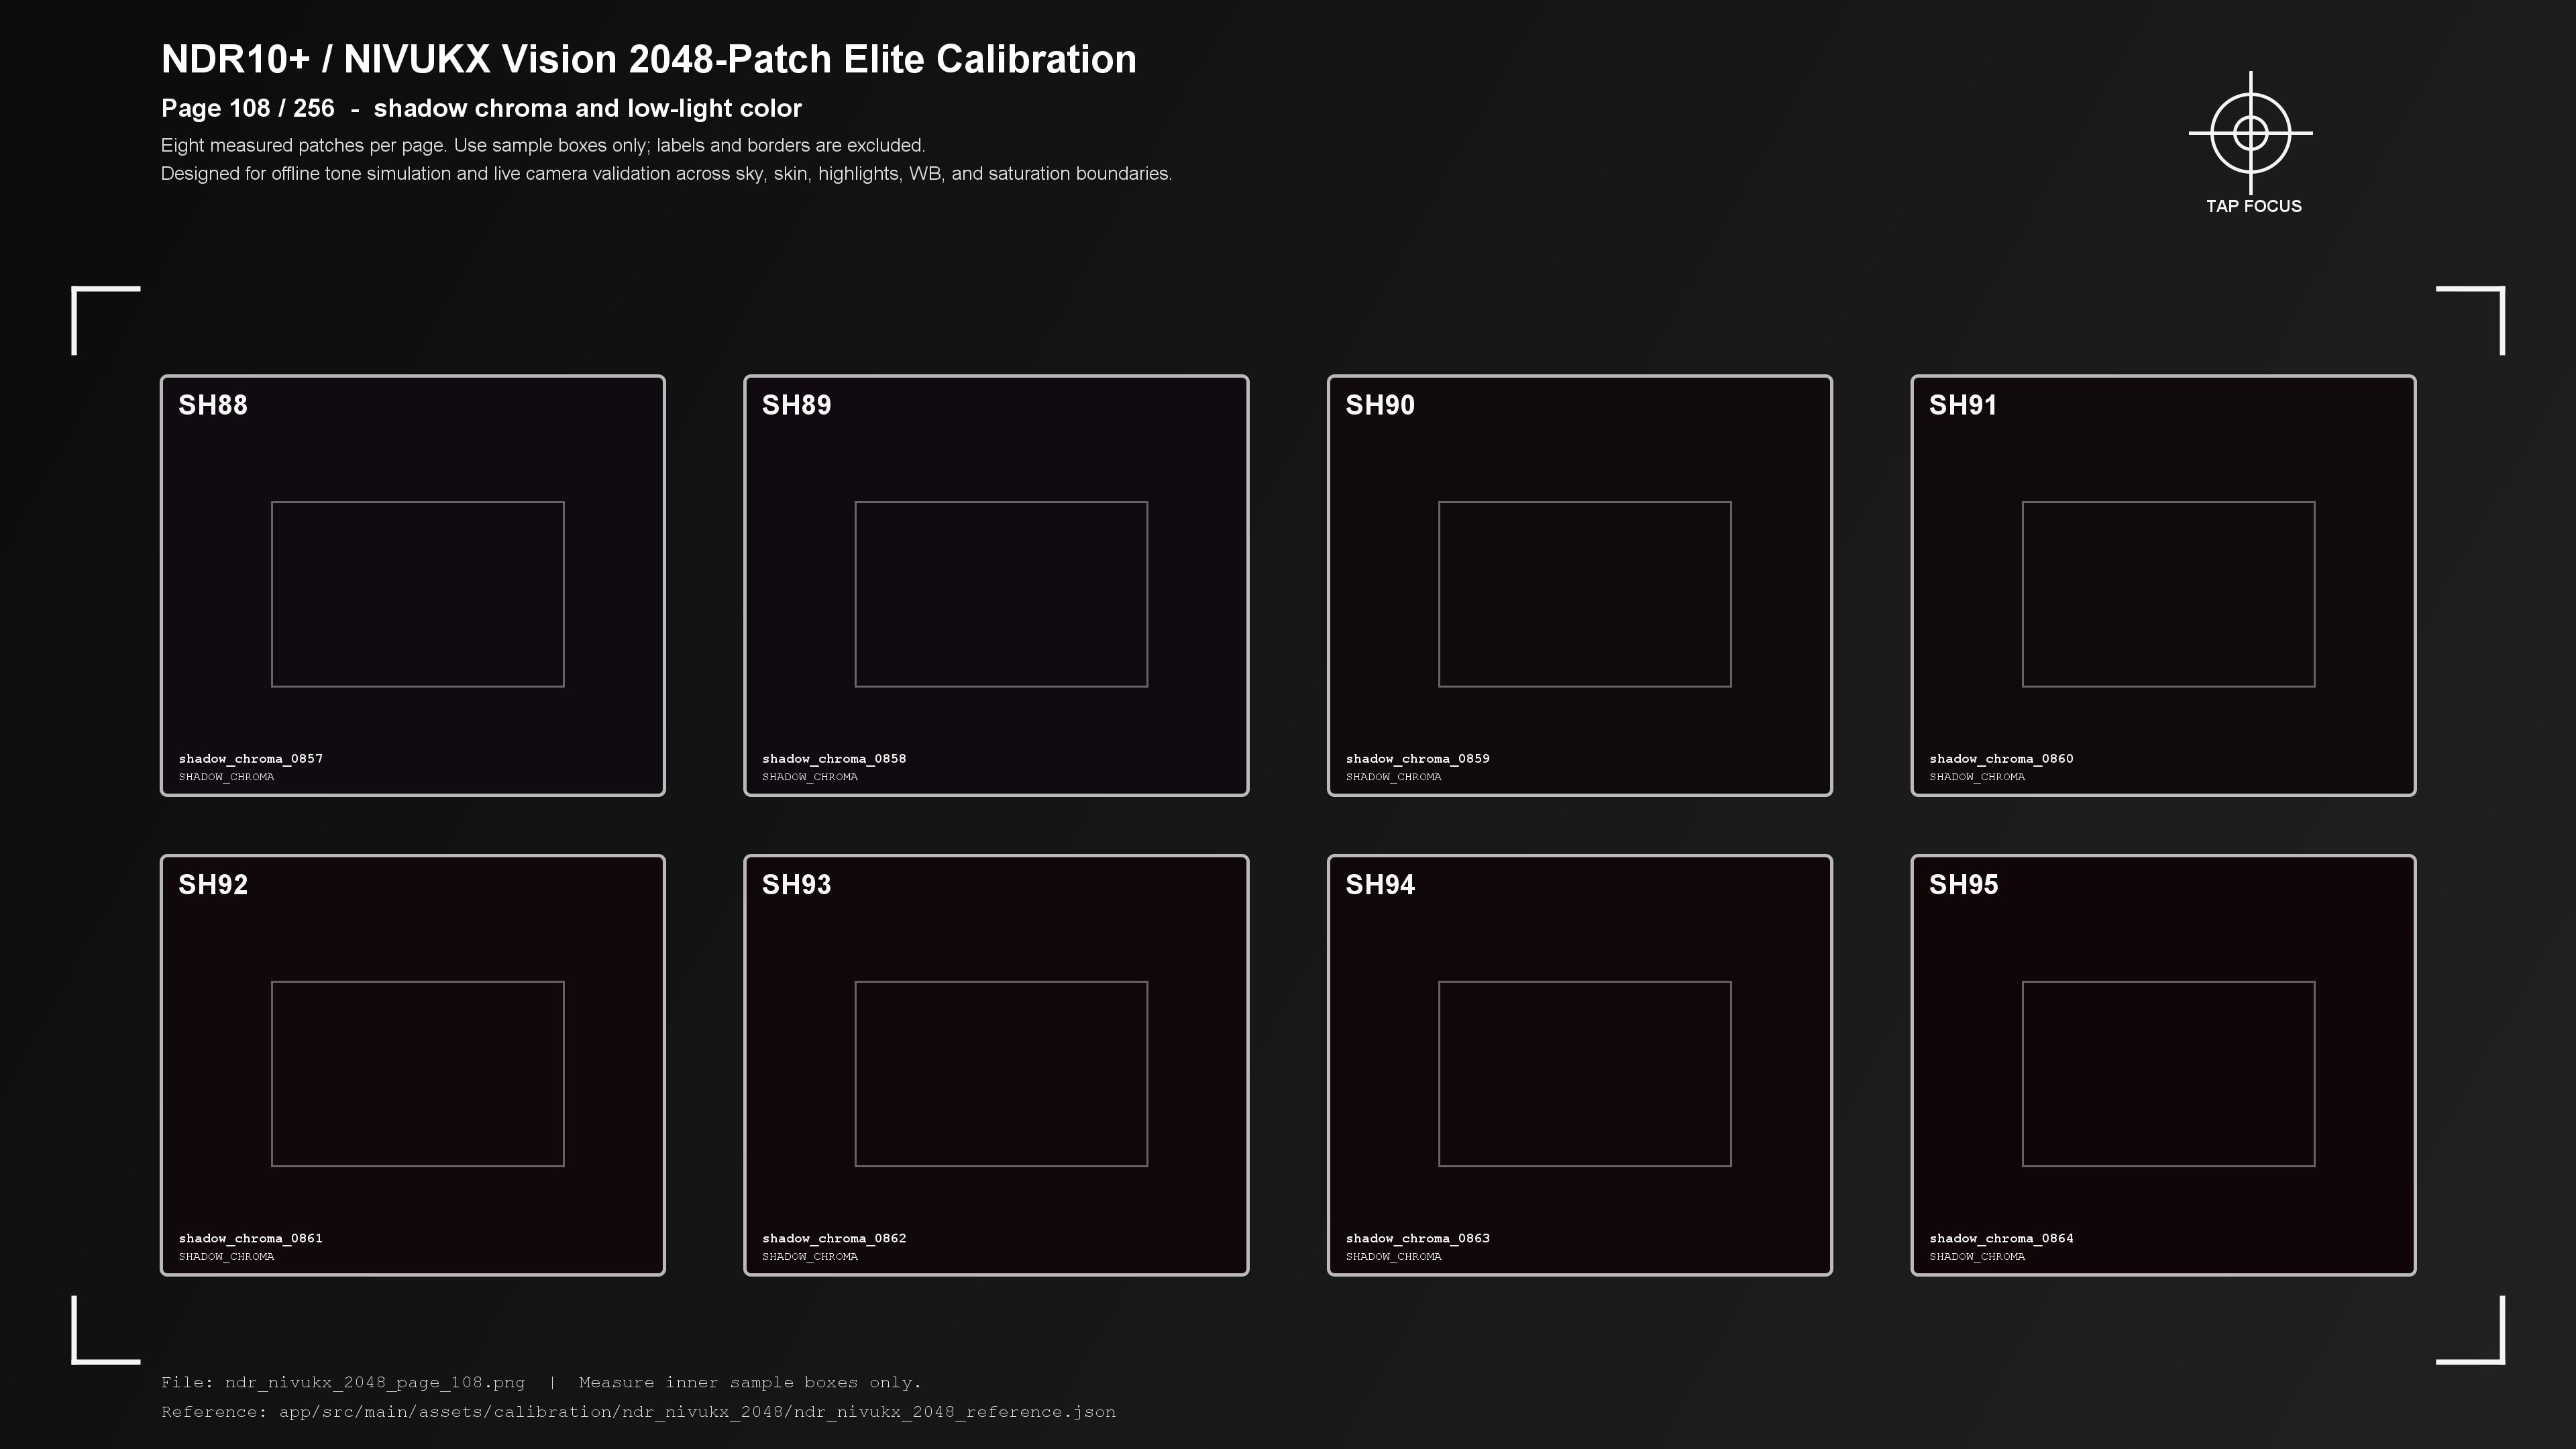 NDR10+ / NIVUKX Vision 2048-Patch Elite Calibration
Page 108 / 256 - shadow chroma and low-light color
Eight measured patches per page. Use sample boxes only; labels and borders are excluded.
Designed for offline tone simulation and live camera validation across sky, skin, highlights, WB, and saturation boundaries.
TAP FOCUS
SH88
shadow_chroma_0857
SHADOW_CHROMA
SH89
shadow_chroma_0858
SHADOW_CHROMA
SH90
shadow_chroma_0859
SHADOW_CHROMA
SH91
shadow_chroma_0860
SHADOW_CHROMA
SH92
shadow_chroma_0861
SHADOW_CHROMA
SH93
shadow_chroma_0862
SHADOW_CHROMA
SH94
shadow_chroma_0863
SHADOW_CHROMA
SH95
shadow_chroma_0864
SHADOW_CHROMA
File: ndr_nivukx_2048_page_108.png | Measure inner sample boxes only.
Reference: app/src/main/assets/calibration/ndr_nivukx_2048/ndr_nivukx_2048_reference.json